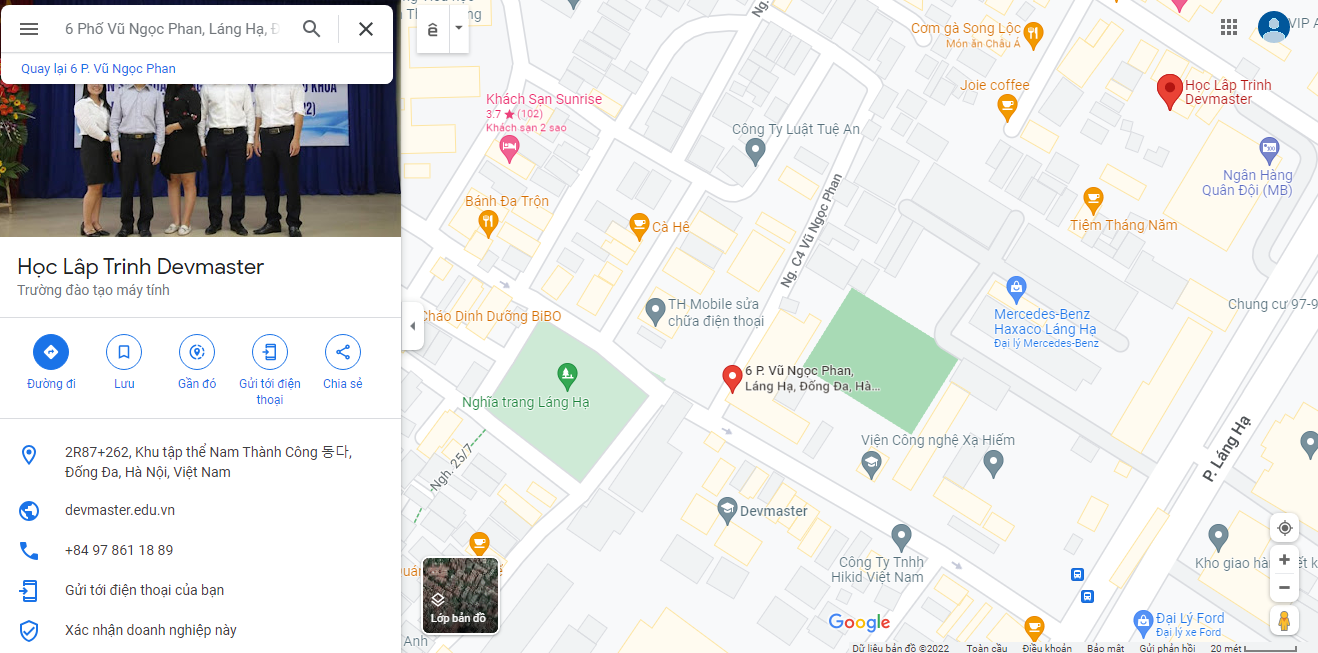 6 Phố Vũ Ngọc Phan, Láng Hạ, Đ
Quay lại 6 P. Vũ Ngọc Phan
Học Lâp Trinh Devmaster
Trường đào tạo máy tính
Đường đi
Lưu
Gần đó
Gửi tới điện
thoại
Chia sẻ
2R87+262, Khu tập thể Nam Thành Công 동다,
Đống Đa, Hà Nội, Việt Nam
devmaster.edu.vn
+84 97 861 18 89
Gửi tới điện thoại của bạn
Xác nhận doanh nghiệp này
ê
Ng.
Cơm gà Song Lộc
Món ăn Châu Á
VIP A
Joie coffee
Học Lâp Trinh
Devmaster
Khách Sạn Sunrise
3.7 ★ (102)
Khách sạn 2 sao
Công Ty Luật Tuệ An
Ngân Hàng
Quân Đội (MB)
Bánh Đa Trộn
Cà Hê
Ng. C4 Vũ Ngọc Phan
Tiệm Tháng Năm
Cháo Dinh Dưỡng BiBO
TH Mobile sửa
chữa điện thoại
Mercedes-Benz
Haxaco Láng Hạ
Đại lý Mercedes-Benz
Chung cư 97-9
6 P. Vũ Ngọc Phan,
Láng Hạ, Đống Đa, Hà...
Nghĩa trang Láng Hạ
Viện Công nghệ Xạ Hiếm
P. Láng Hạ
Ngh. 25/7
Devmaster
Công Ty Tnhh
Hikid Việt Nam
Kho giao hà
Lớp bản đồ
Anh
Google
Đại Lý Ford
Đại lý xe Ford
Dữ liệu bản đồ ©2022
Toàn cầu
Điều khoản
Bảo mật
Gửi phản hồi
20 mét